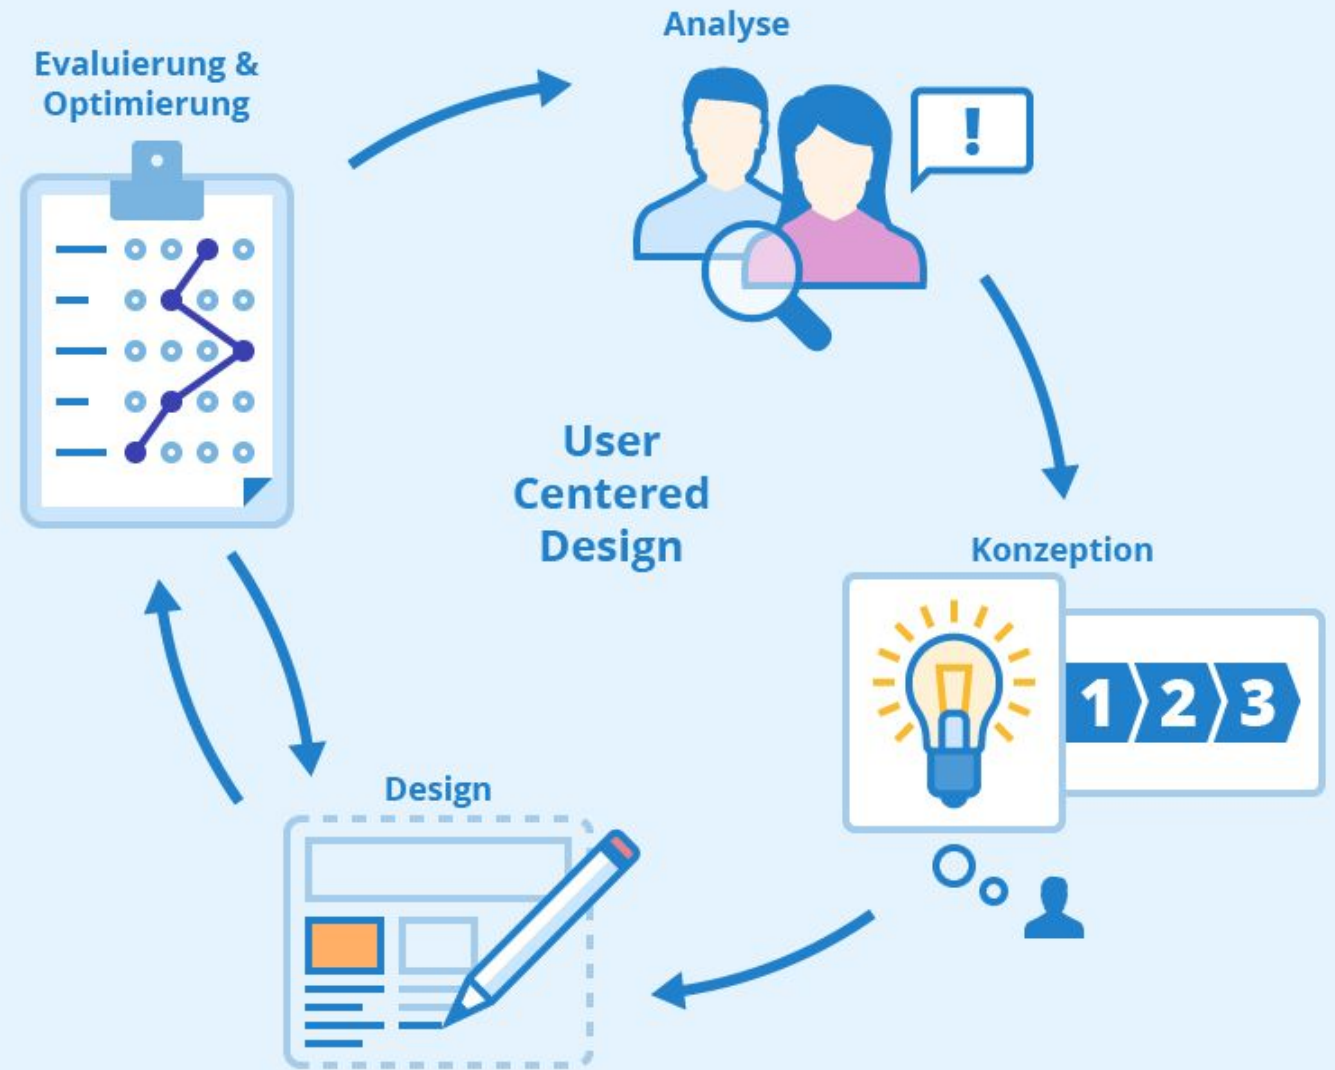 Analyse
Evaluierung &
Optimierung
!
User
Centered
Design
Konzeption
1 2 3
Design